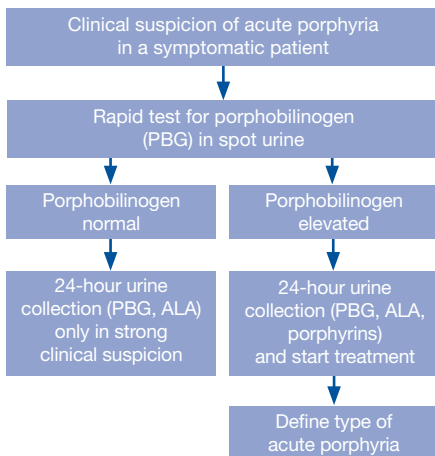 Clinical suspicion of acute porphyria
in a symptomatic patient
Rapid test for porphobilinogen
(PBG) in spot urine
Porphobilinogen
normal
Porphobilinogen
elevated
24-hour urine
collection (PBG, ALA)
only in strong
clinical suspicion
24-hour urine
collection (PBG, ALA,
porphyrins)
and start treatment
Define type of
acute porphyria